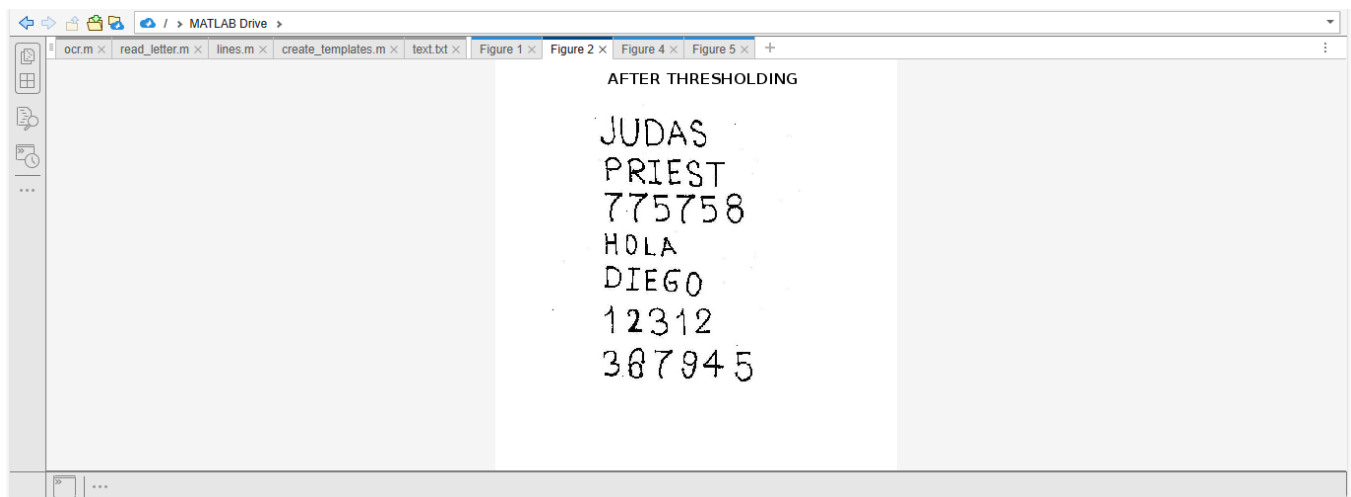 / > MATLAB Drive >
ocr.m × read_letter.m × lines.m × create_templates.m × text.txt × Figure 1 × Figure 2 × Figure 4 × Figure 5 × +
AFTER THRESHOLDING
JUDAS
PRIEST
775758
HOLA
DIEGO
12312
367945